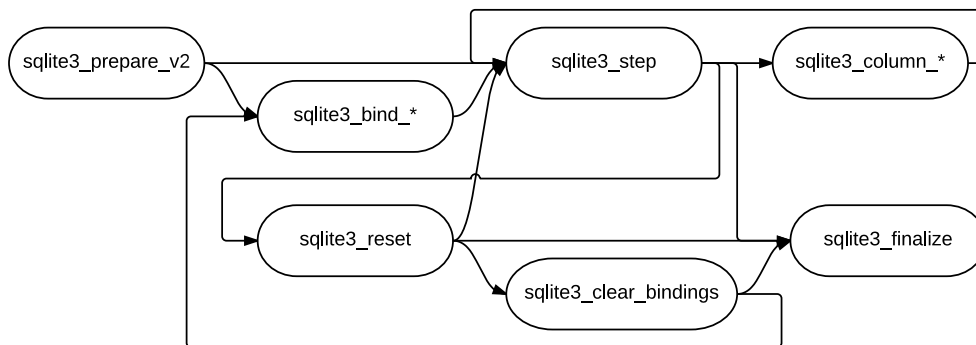 sqlite3_prepare_v2
sqlite3_step
sqlite3_column_*
sqlite3_bind_*
sqlite3_reset
sqlite3_finalize
sqlite3_clear_bindings